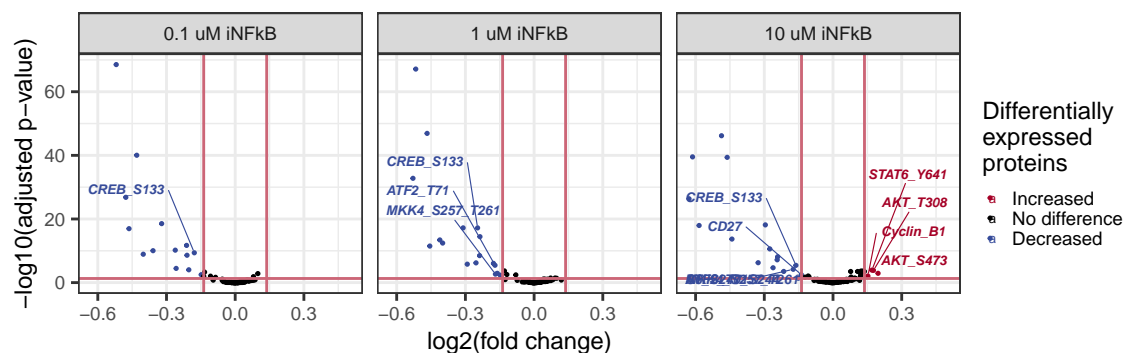 0.1 uM iNFkB
1 uM iNFkB
10 uM iNFkB
−log10(adjusted p−value)
60
40
20
0
CREB_S133
CREB_S133
ATF2_T71
MKK4_S257_T261
CREB_S133
CD27
STAT6_Y641
AKT_T308
Cyclin_B1
AKT_S473
−0.6
−0.3
0.0
0.3
−0.6
−0.3
0.0
0.3
−0.6
−0.3
0.0
0.3
log2(fold change)
Differentially
expressed
proteins
Increased
No difference
Decreased